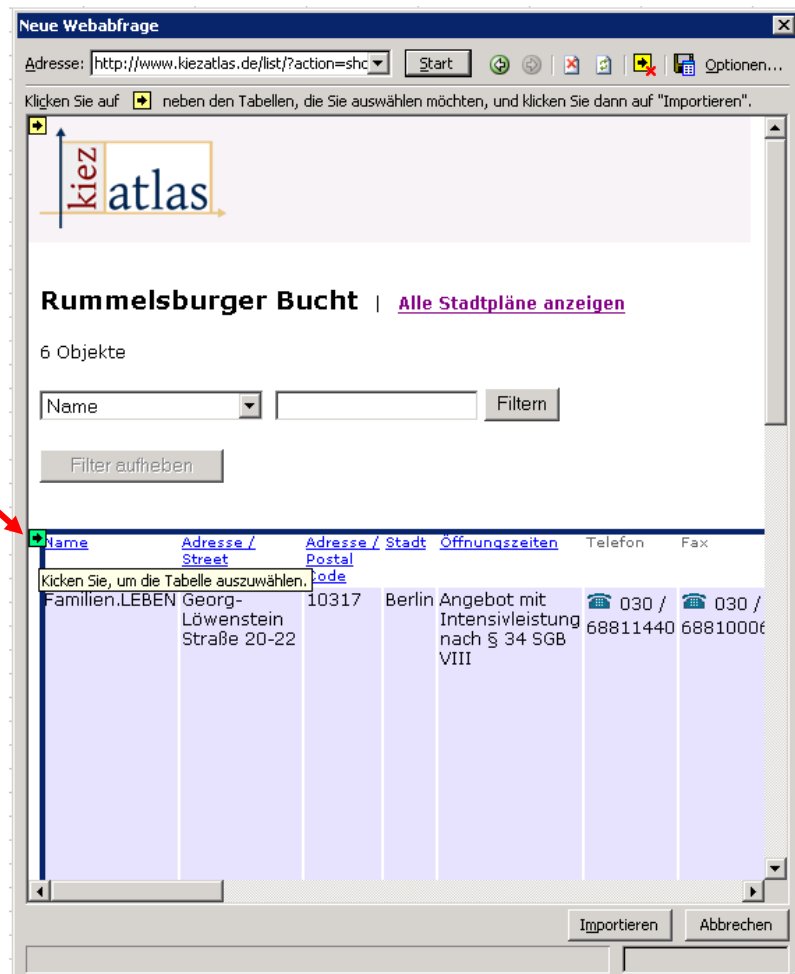 Neue Webabfrage
Adresse: http://www.kiezatlas.de/list/?action=shc Start Optionen...
Klicken Sie auf neben den Tabellen, die Sie auswählen möchten, und klicken Sie dann auf "Importieren".
kiez
atlas
Rummelsburger Bucht | Alle Stadtpläne anzeigen
6 Objekte
Name Filtern
Filter aufheben
Name Adresse / Adresse / Stadt Öffnungszeiten Telefon Fax
Street Postal
Kicken Sie, um die Tabelle auszuwählen. Code
Familien.LEBEN Georg- 10317 Berlin Angebot mit 030 / 030 /
Löwenstein Intensivleistung 68811440 6881000
Straße 20-22 nach § 34 SGB
VIII
Importieren Abbrechen